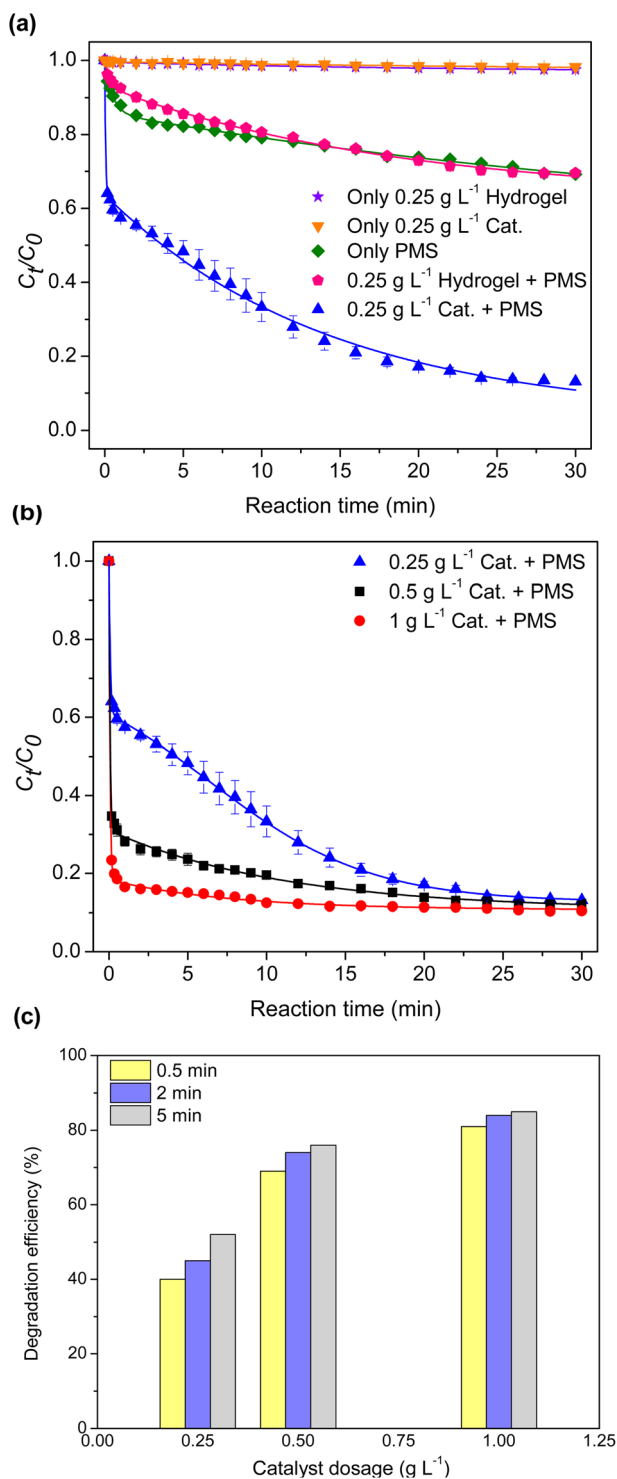 (a)
1.0
0.8
0.6
0.4
0.2
0.0
Cₜ/C₀
Only 0.25 g L⁻¹ Hydrogel
Only 0.25 g L⁻¹ Cat.
Only PMS
0.25 g L⁻¹ Hydrogel + PMS
0.25 g L⁻¹ Cat. + PMS
0 5 10 15 20 25 30
Reaction time (min)
(b)
1.0
0.8
0.6
0.4
0.2
0.0
Cₜ/C₀
0.25 g L⁻¹ Cat. + PMS
0.5 g L⁻¹ Cat. + PMS
1 g L⁻¹ Cat. + PMS
0 5 10 15 20 25 30
Reaction time (min)
(c)
100
80
60
40
20
0
Degradation efficiency (%)
0.5 min
2 min
5 min
0.00 0.25 0.50 0.75 1.00 1.25
Catalyst dosage (g L⁻¹)